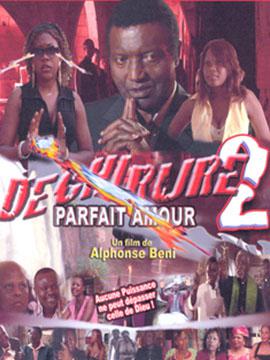 DECHIRURE 2
PARFAIT AMOUR
Un film de
Alphonse Beni
Aucune Puissance
ne peut dépasser
celle de Dieu !